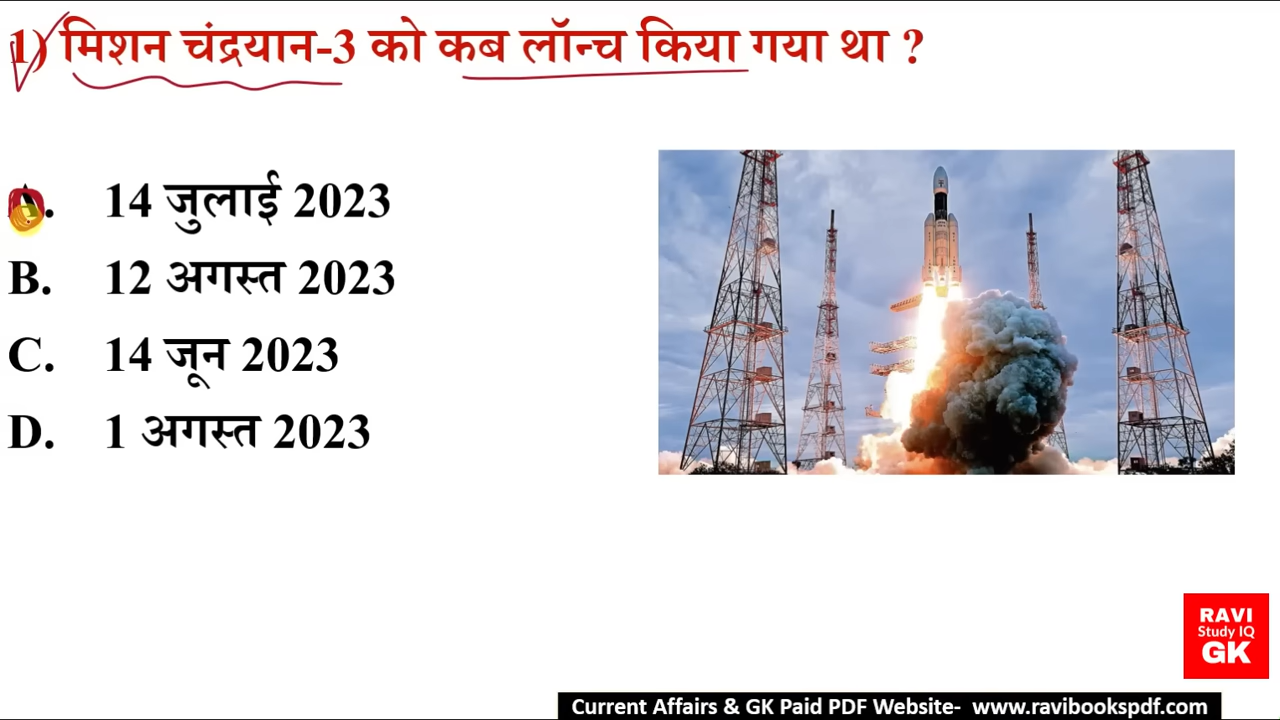 1) मिशन चंद्रयान-3 को कब लॉन्च किया गया था ?
A. 14 जुलाई 2023
B. 12 अगस्त 2023
C. 14 जून 2023
D. 1 अगस्त 2023
RAVI
Study IQ
GK
Current Affairs & GK Paid PDF Website- www.ravibookspdf.com